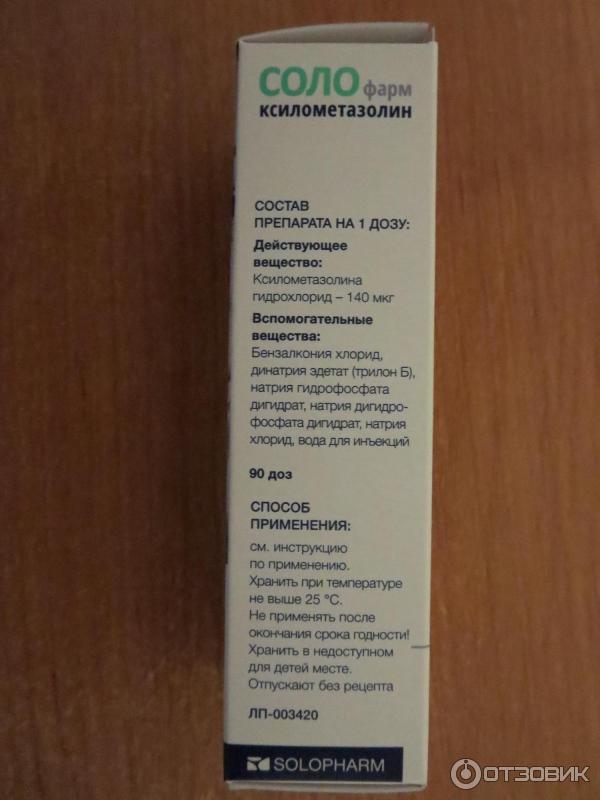 СОЛО фарм
ксилометазолин
СОСТАВ
ПРЕПАРАТА НА 1 ДОЗУ:
Действующее
вещество:
Ксилометазолина
гидрохлорид – 140 мкг
Вспомогательные
вещества:
Бензалкония хлорид,
динатрия эдетат (трилон Б),
натрия гидрофосфата
дигидрат, натрия дигидро-
фосфата дигидрат, натрия
хлорид, вода для инъекций
90 доз
СПОСОБ
ПРИМЕНЕНИЯ:
см. инструкцию
по применению.
Хранить при температуре
не выше 25 °С.
Не применять после
окончания срока годности!
Хранить в недоступном
для детей месте.
Отпускают без рецепта
ЛП-003420
SOLOPHARM
ОТЗОВИК